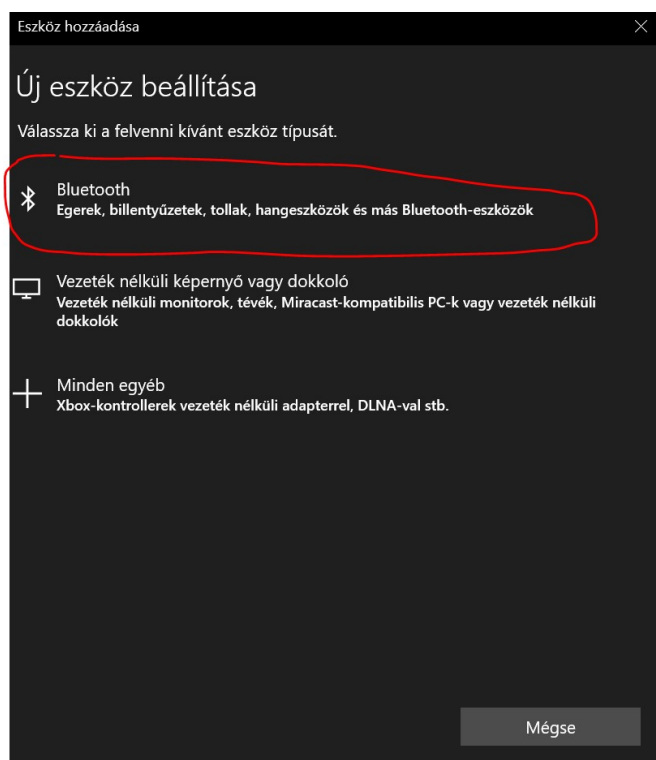 Eszköz hozzáadása
Új eszköz beállítása
Válassza ki a felvenni kívánt eszköz típusát.
Bluetooth
Egerek, billentyűzetek, tollak, hangeszközök és más Bluetooth-eszközök
Vezeték nélküli képernyő vagy dokkoló
Vezeték nélküli monitorok, tévék, Miracast-kompatibilis PC-k vagy vezeték nélküli
dokkolók
Minden egyéb
Xbox-kontrollerek vezeték nélküli adapterrel, DLNA-val stb.
Mégse